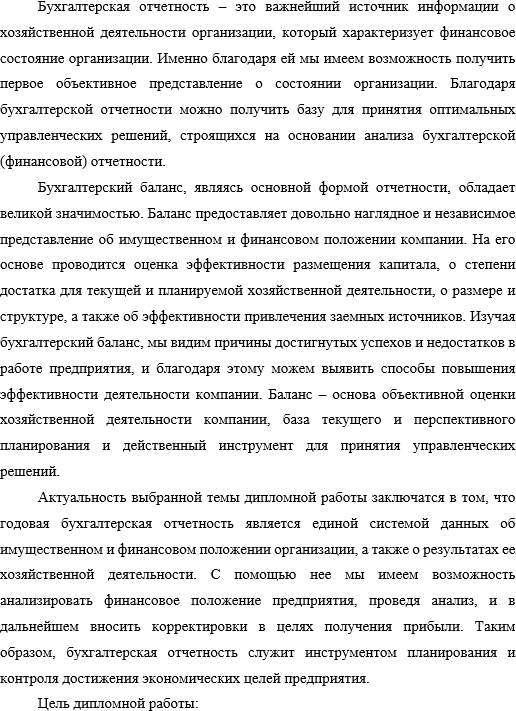 Бухгалтерская отчетность – это важнейший источник информации о
хозяйственной деятельности организации, который характеризует финансовое
состояние организации. Именно благодаря ей мы имеем возможность получить
первое объективное представление о состоянии организации. Благодаря
бухгалтерской отчетности можно получить базу для принятия оптимальных
управленческих решений, строящихся на основании анализа бухгалтерской
(финансовой) отчетности.
Бухгалтерский баланс, являясь основной формой отчетности, обладает
великой значимостью. Баланс предоставляет довольно наглядное и независимое
представление об имущественном и финансовом положении компании. На его
основе проводится оценка эффективности размещения капитала, о степени
достатка для текущей и планируемой хозяйственной деятельности, о размере и
структуре, а также об эффективности привлечения заемных источников. Изучая
бухгалтерский баланс, мы видим причины достигнутых успехов и недостатков в
работе предприятия, и благодаря этому можем выявить способы повышения
эффективности деятельности компании. Баланс – основа объективной оценки
хозяйственной деятельности компании, база текущего и перспективного
планирования и действенный инструмент для принятия управленческих
решений.
Актуальность выбранной темы дипломной работы заключатся в том, что
годовая бухгалтерская отчетность является единой системой данных об
имущественном и финансовом положении организации, а также о результатах ее
хозяйственной деятельности. С помощью нее мы имеем возможность
анализировать финансовое положение предприятия, проведя анализ, и в
дальнейшем вносить корректировки в целях получения прибыли. Таким
образом, бухгалтерская отчетность служит инструментом планирования и
контроля достижения экономических целей предприятия.
Цель дипломной работы: